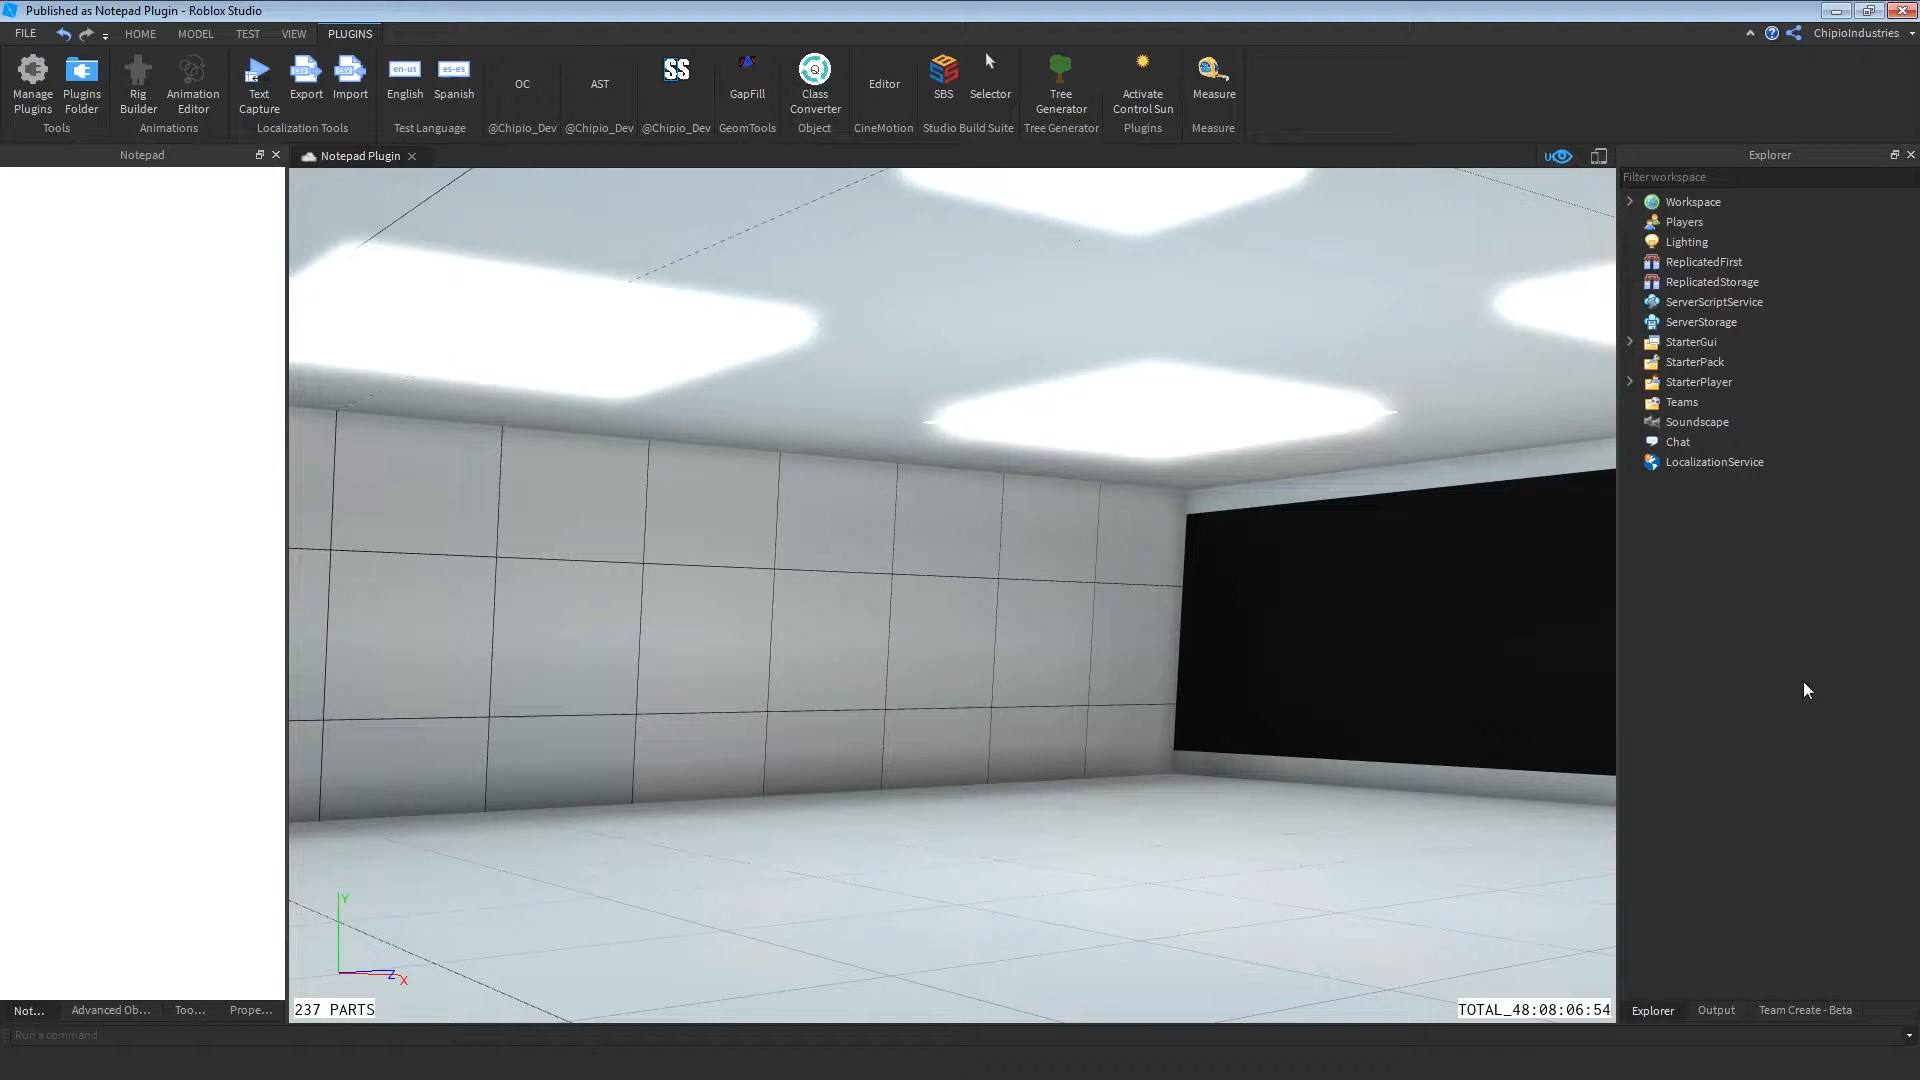 Published as Notepad Plugin - Roblox Studio
FILE HOME MODEL TEST VIEW PLUGINS ChipioIndustries
Manage Plugins
Plugins Folder
Tools
Rig Builder
Animation Editor
Animations
Text Capture
CSV Export
CSV Import
Localization Tools
en-us English
es-es Spanish
Test Language
OC
@Chipio_Dev
AST
@Chipio_Dev
SS
@Chipio_Dev
GapFill
GeomTools
Class Converter
Object
Editor
CineMotion
SBS
Selector
Studio Build Suite
Tree Generator
Tree Generator
Activate Control Sun
Plugins
Measure
Measure
Notepad
Notepad Plugin
Explorer
Filter workspace
Workspace
Players
Lighting
ReplicatedFirst
ReplicatedStorage
ServerScriptService
ServerStorage
StarterGui
StarterPack
StarterPlayer
Teams
Soundscape
Chat
LocalizationService
Y
Z
X
237 PARTS
TOTAL_48:08:06:54
Not... Advanced Ob... Too... Prope...
Explorer Output Team Create - Beta
Run a command